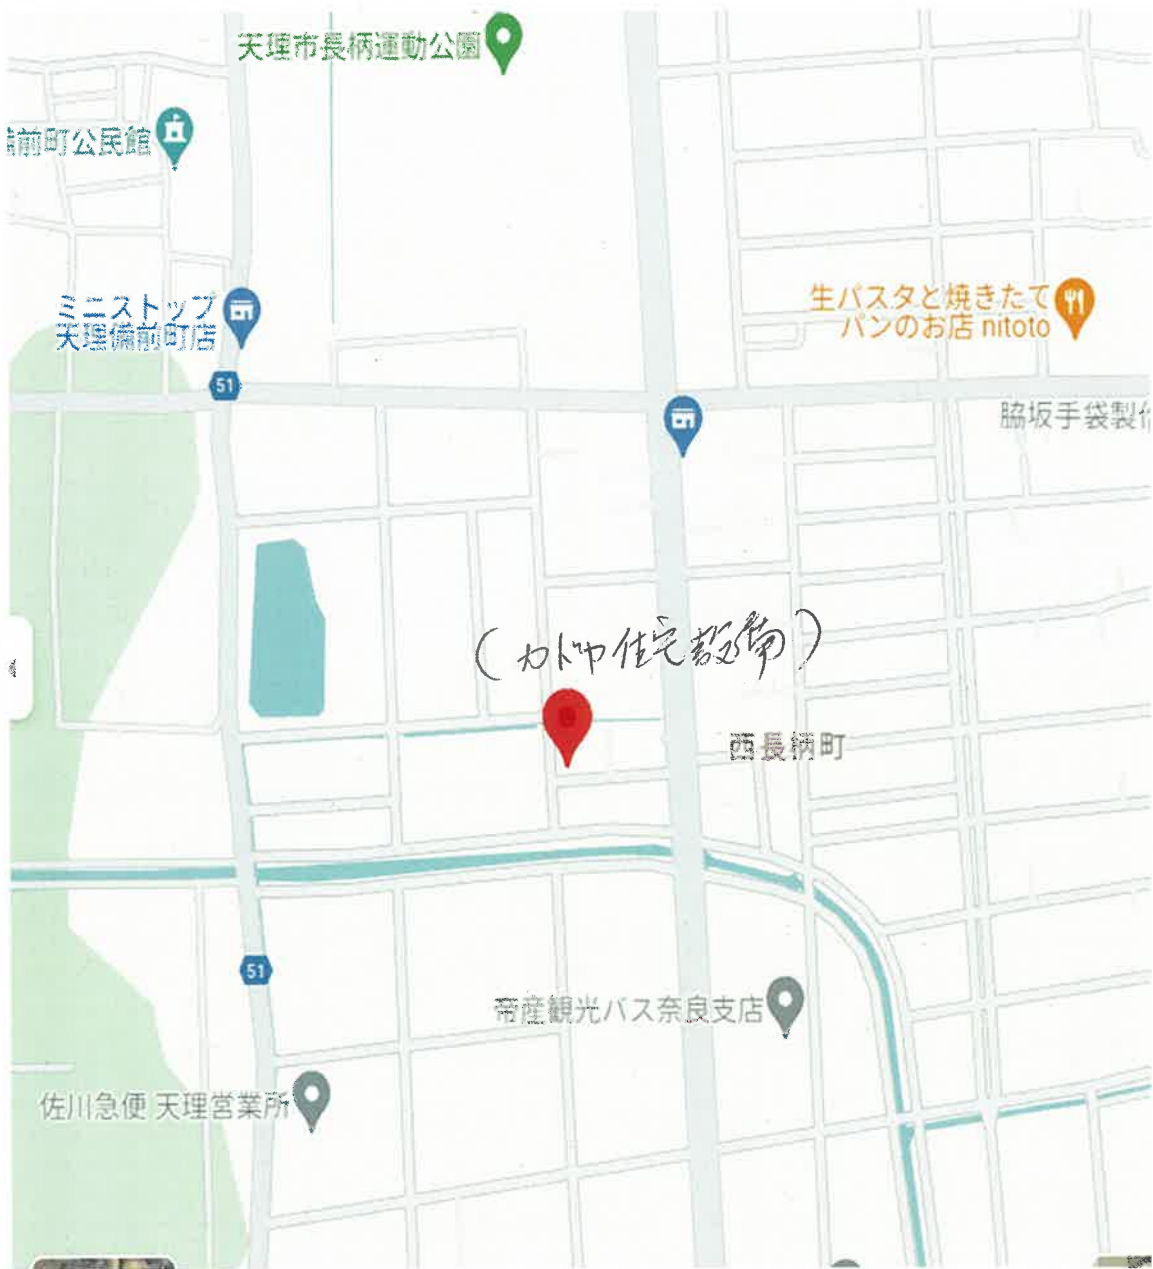 天理市長柄運動公園
備前町公民館
ミニストップ
天理備前町店
51
生パスタと焼きたて
パンのお店 nitoto
脇坂手袋製作
(カドヤ住宅設備)
西長柄町
51
帝産観光バス奈良支店
佐川急便 天理営業所